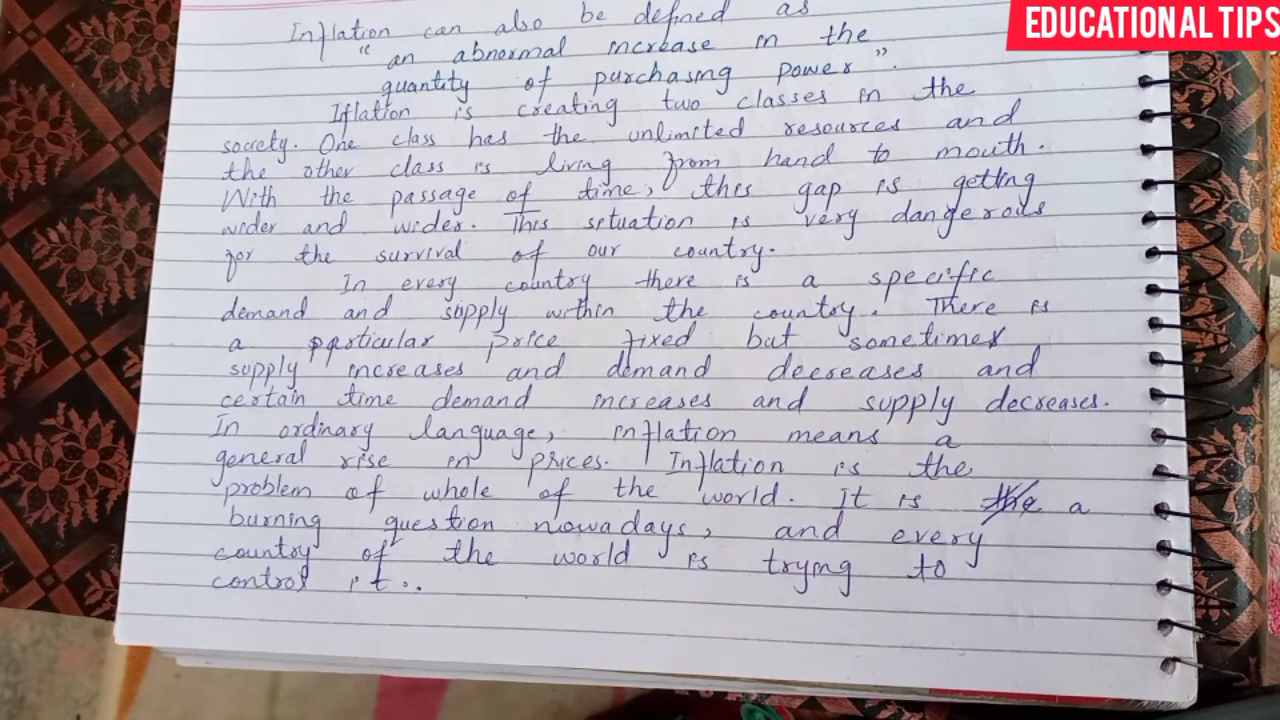 EDUCATIONAL TIPS
Inflation can also be defined as
“ an abnormal increase in the
quantity of purchasing power ”.
Iflation is creating two classes in the
society. One class has the unlimited resources and
the other class is living from hand to mouth.
With the passage of time, this gap is getting
wider and wider. This situation is very dangerous
for the survival of our country.
In every country there is a specific
demand and supply within the country. There is
a particular price fixed but sometimes
supply increases and demand decreases and
certain time demand increases and supply decreases.
In ordinary language, inflation means a
general rise in prices. Inflation is the
problem of whole of the world. It is the a
burning question nowadays, and every
country of the world is trying to
control it..